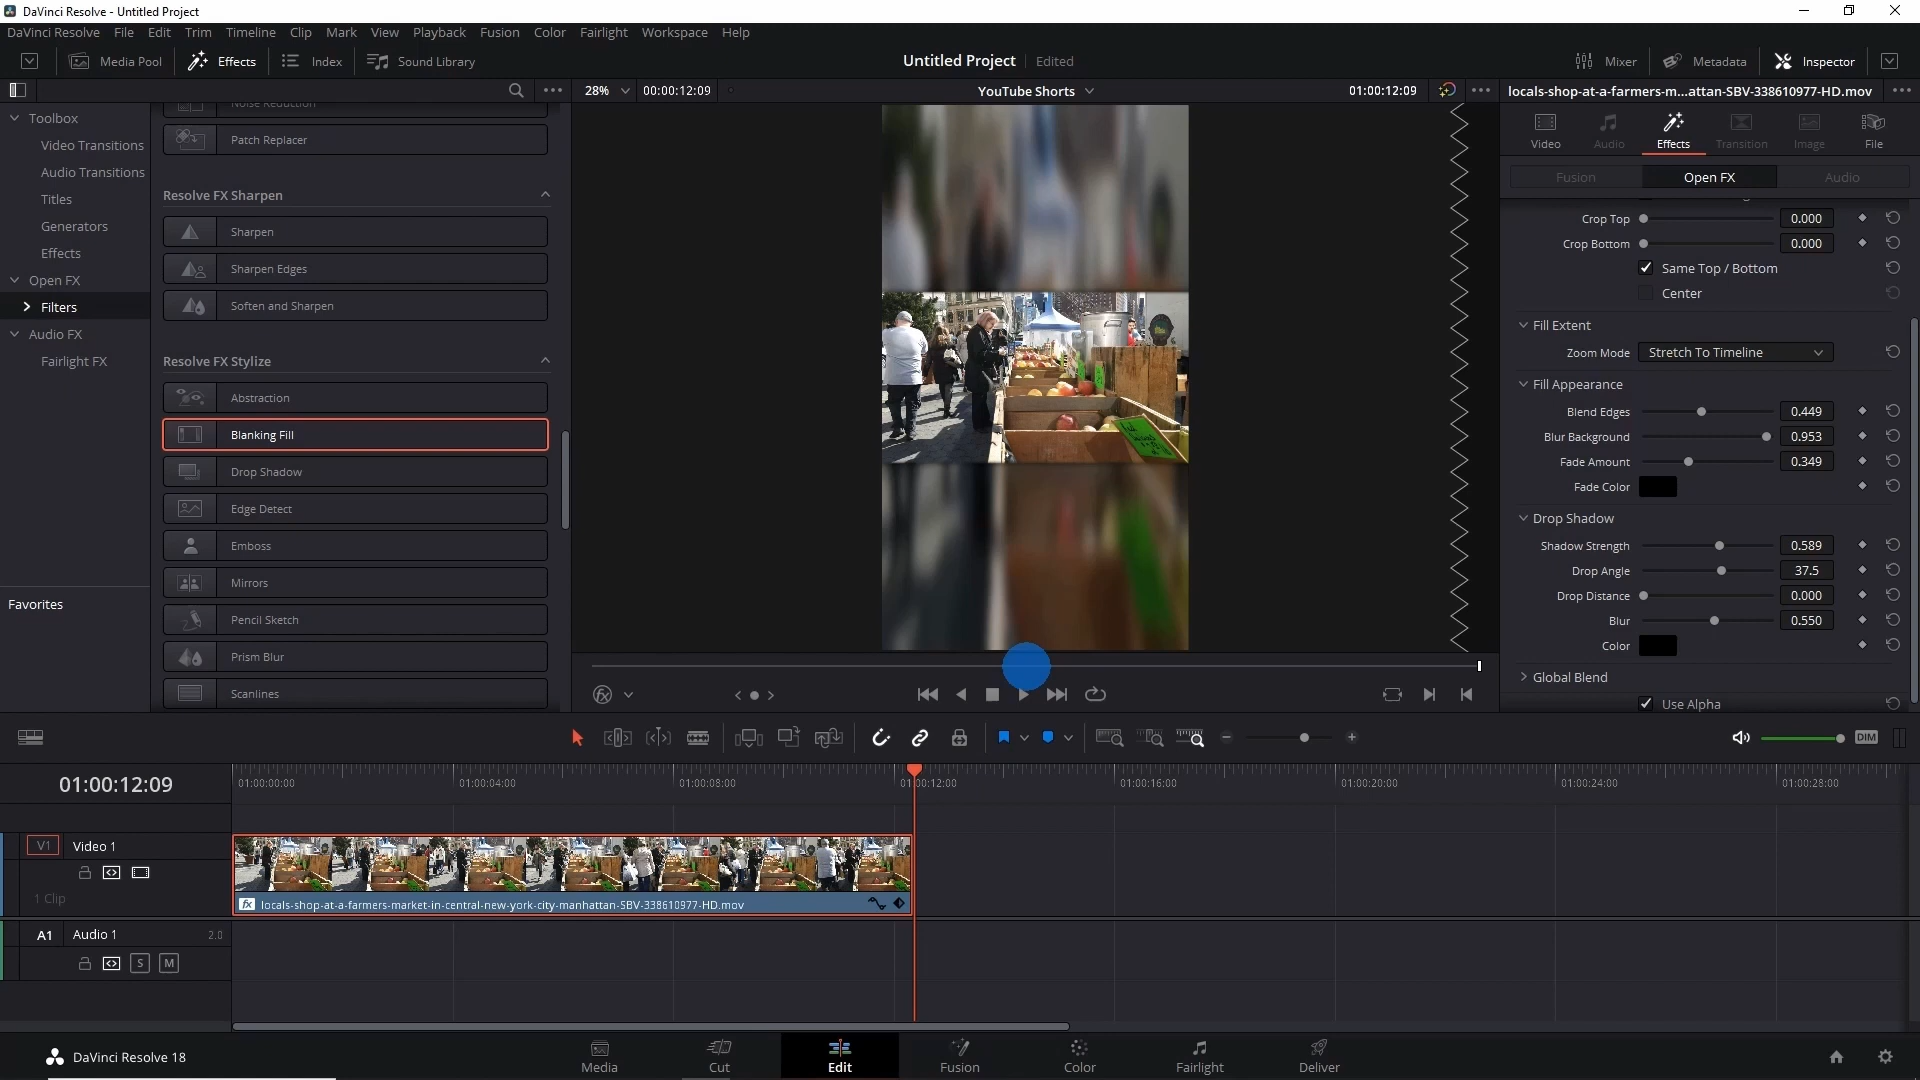 DaVinci Resolve - Untitled Project
DaVinci Resolve File Edit Trim Timeline Clip Mark View Playback Fusion Color Fairlight Workspace Help
Media Pool Effects Index Sound Library Untitled Project Edited Mixer Metadata Inspector
28% 00:00:12:09 YouTube Shorts 01:00:12:09 locals-shop-at-a-farmers-m...attan-SBV-338610977-HD.mov
Toolbox
Video Transitions
Audio Transitions
Titles
Generators
Effects
Open FX
Filters
Audio FX
Fairlight FX
Favorites
Noise Reduction
Patch Replacer
Resolve FX Sharpen
Sharpen
Sharpen Edges
Soften and Sharpen
Resolve FX Stylize
Abstraction
Blanking Fill
Drop Shadow
Edge Detect
Emboss
Mirrors
Pencil Sketch
Prism Blur
Scanlines
Video Audio Effects Transition Image File
Fusion Open FX Audio
Crop Top 0.000
Crop Bottom 0.000
Same Top / Bottom
Center
Fill Extent
Zoom Mode Stretch To Timeline
Fill Appearance
Blend Edges 0.449
Blur Background 0.953
Fade Amount 0.349
Fade Color
Drop Shadow
Shadow Strength 0.589
Drop Angle 37.5
Drop Distance 0.000
Blur 0.550
Color
Global Blend
Use Alpha
DIM
01:00:12:09 01:00:00:00 01:00:04:00 01:00:08:00 01:00:12:00 01:00:16:00 01:00:20:00 01:00:24:00 01:00:28:00
V1 Video 1
1 Clip
fx locals-shop-at-a-farmers-market-in-central-new-york-city-manhattan-SBV-338610977-HD.mov
A1 Audio 1 2.0
S M
DaVinci Resolve 18
Media Cut Edit Fusion Color Fairlight Deliver